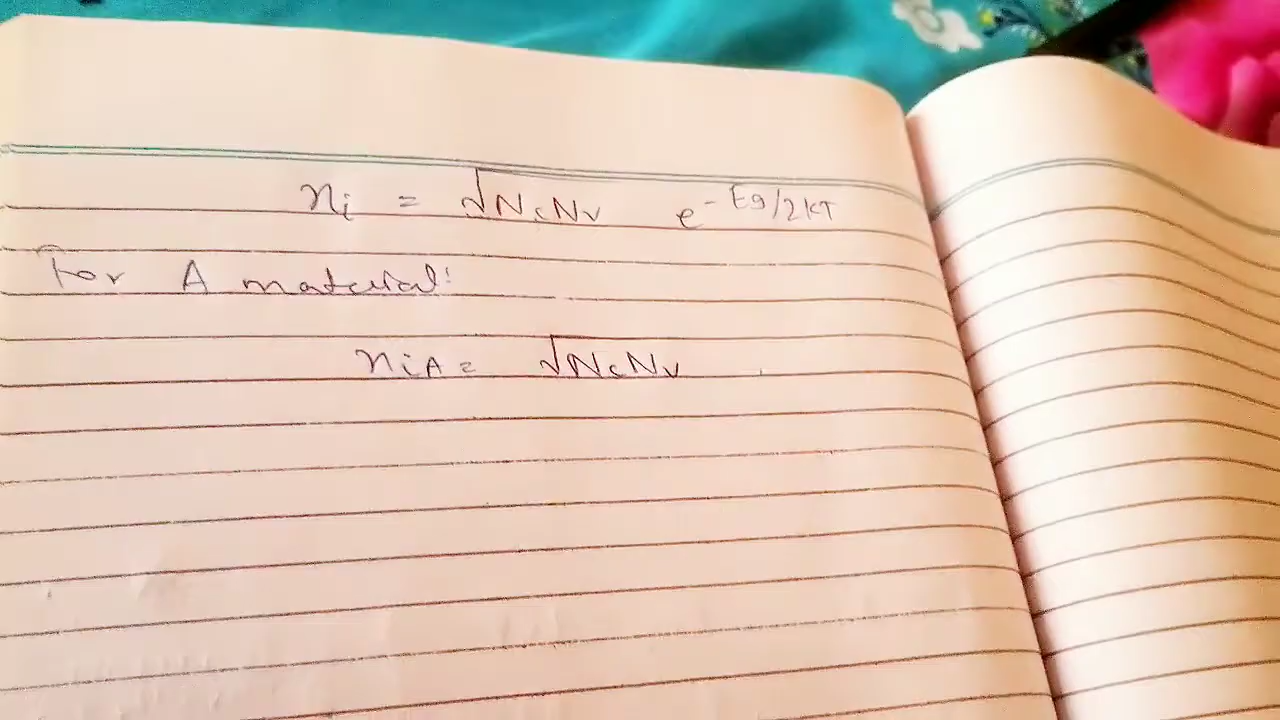 ni = √NcNv e-Eg/2KT
For A material:
niA = √NcNv